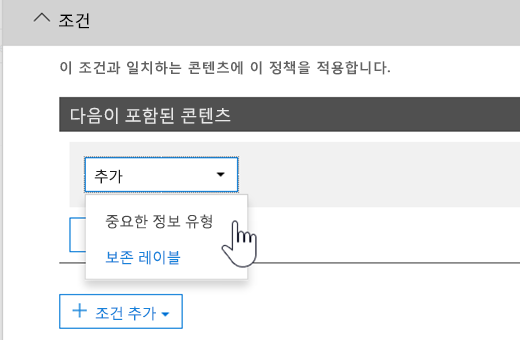 조건
이 조건과 일치하는 콘텐츠에 이 정책을 적용합니다.
다음이 포함된 콘텐츠
추가
중요한 정보 유형
보존 레이블
조건 추가